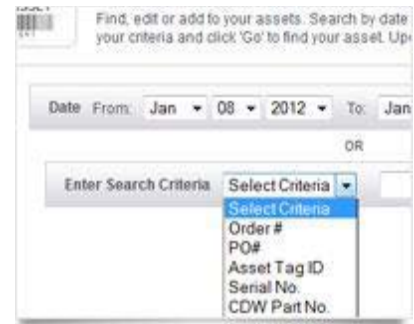 Find, edit or add to your assets. Search by date
your criteria and click 'Go' to find your asset.
Date From: Jan 08 2012 To: Jan
OR
Enter Search Criteria Select Criteria
Select Criteria
Order #
PO#
Asset Tag ID
Serial No.
CDW Part No.